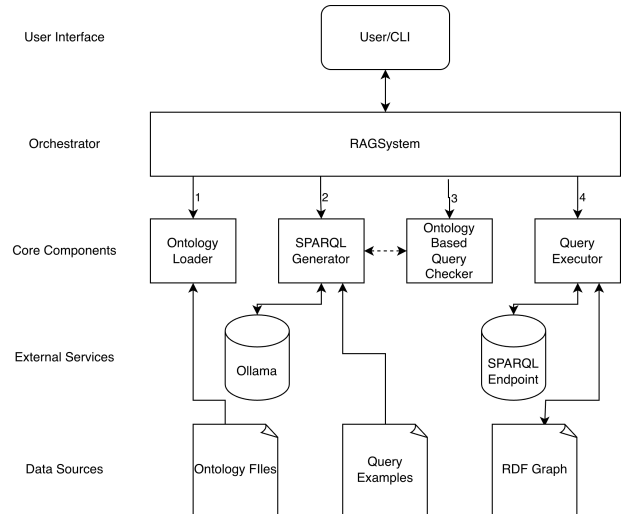 User Interface
User/CLI
Orchestrator
RAGSystem
1
2
3
4
Core Components
Ontology
Loader
SPARQL
Generator
Ontology
Based
Query
Checker
Query
Executor
External Services
Ollama
SPARQL
Endpoint
Data Sources
Ontology FIles
Query
Examples
RDF Graph